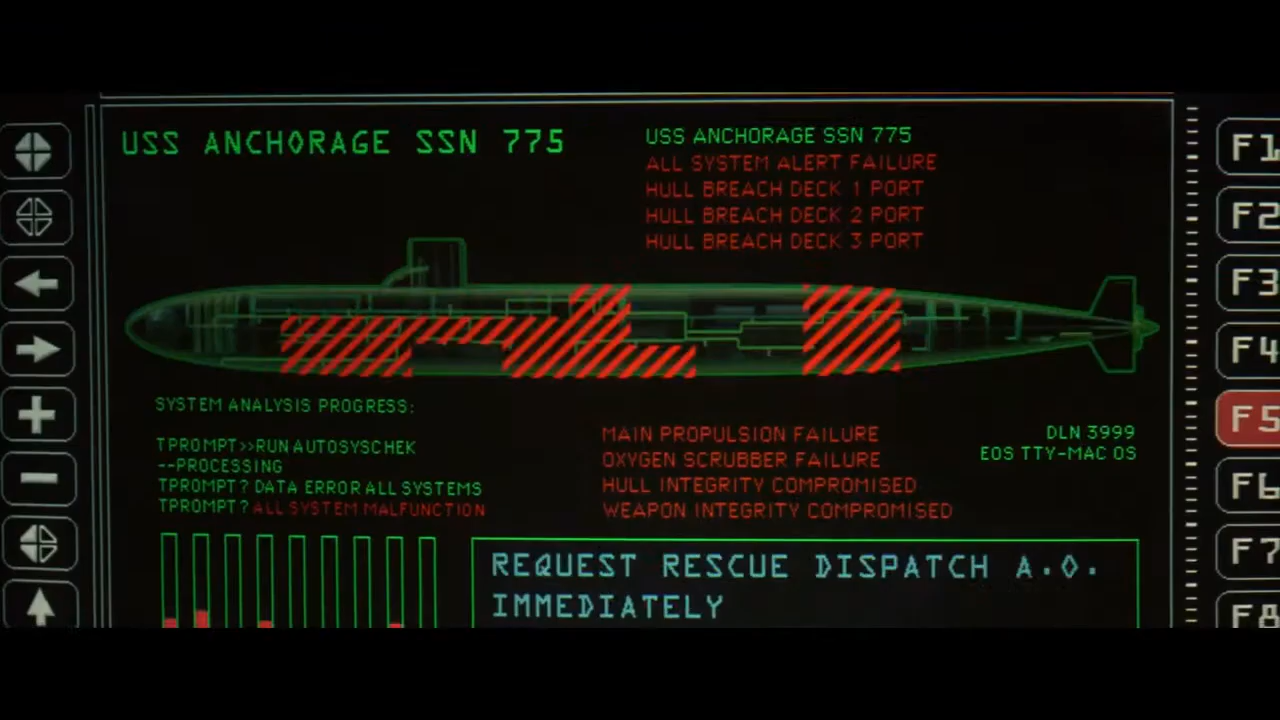 USS ANCHORAGE SSN 775
USS ANCHORAGE SSN 775
ALL SYSTEM ALERT FAILURE
HULL BREACH DECK 1 PORT
HULL BREACH DECK 2 PORT
HULL BREACH DECK 3 PORT
SYSTEM ANALYSIS PROGRESS:
TPROMPT>>RUN AUTOSYSCHEK
--PROCESSING
TPROMPT? DATA ERROR ALL SYSTEMS
TPROMPT? ALL SYSTEM MALFUNCTION
MAIN PROPULSION FAILURE
OXYGEN SCRUBBER FAILURE
HULL INTEGRITY COMPROMISED
WEAPON INTEGRITY COMPROMISED
DLN 3999
EOS TTY-MAC OS
REQUEST RESCUE DISPATCH A.O.
IMMEDIATELY
F1
F2
F3
F4
F5
F6
F7
F8